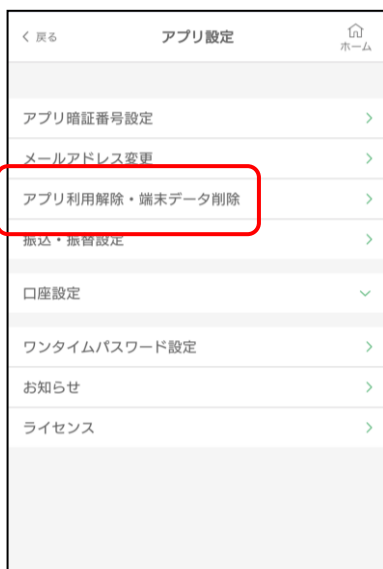 戻る アプリ設定
ホーム
アプリ暗証番号設定
メールアドレス変更
アプリ利用解除・端末データ削除
振込・振替設定
口座設定
ワンタイムパスワード設定
お知らせ
ライセンス